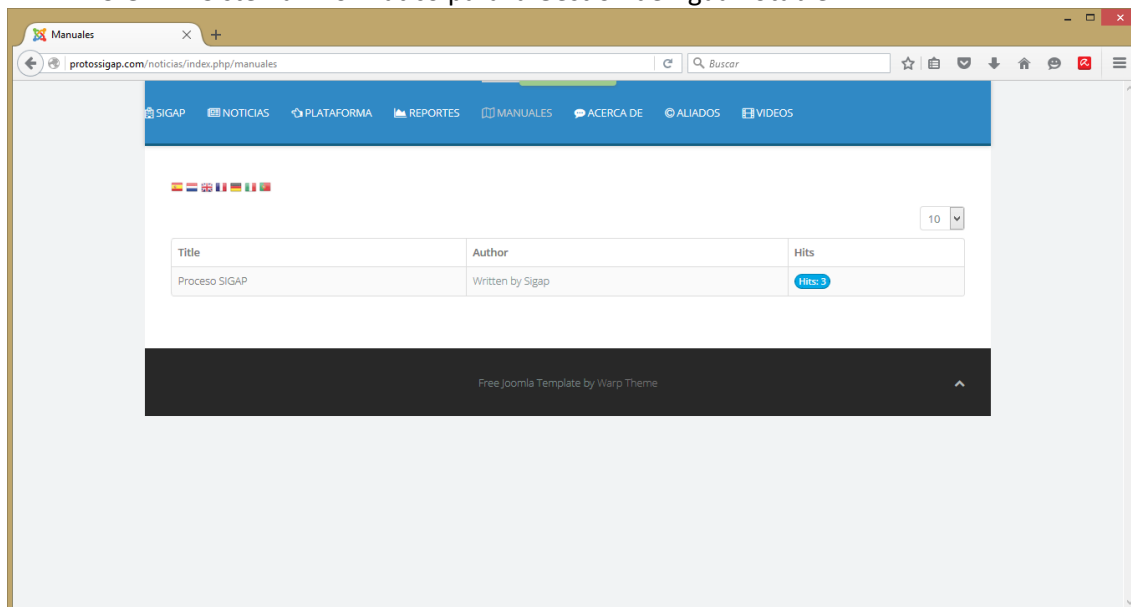 Manuales
protossigap.com/noticias/index.php/manuales
Buscar
SIGAP NOTICIAS PLATAFORMA REPORTES MANUALES ACERCA DE ALIADOS VIDEOS
10
Title Author Hits
Proceso SIGAP Written by Sigap Hits: 3
Free Joomla Template by Warp Theme